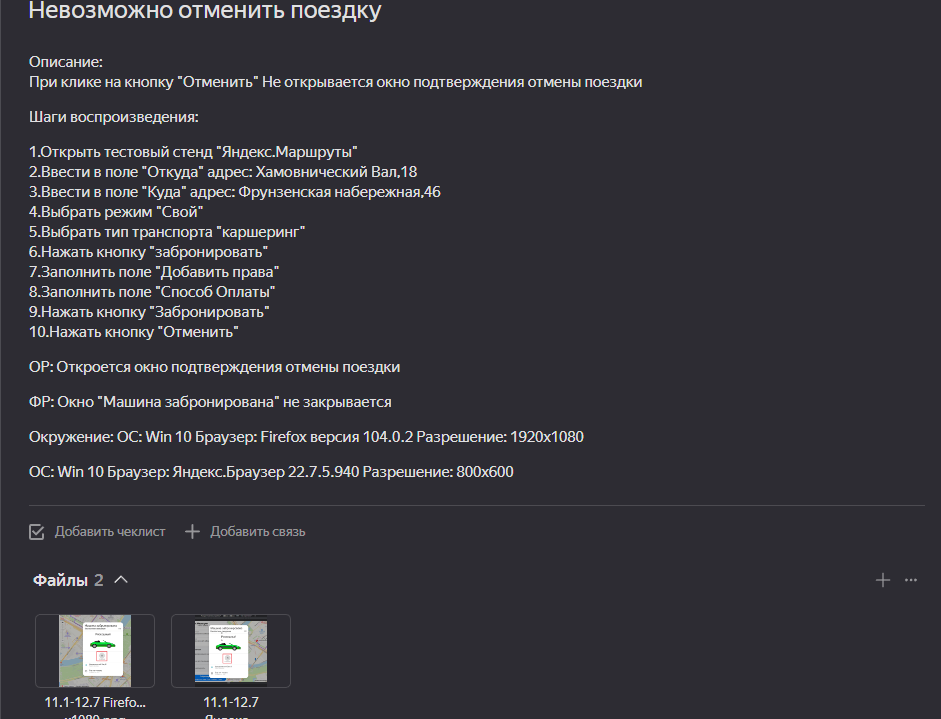 Невозможно отменить поездку
Описание:
При клике на кнопку "Отменить" Не открывается окно подтверждения отмены поездки
Шаги воспроизведения:
1.Открыть тестовый стенд "Яндекс.Маршруты"
2.Ввести в поле "Откуда" адрес: Хамовнический Вал,18
3.Ввести в поле "Куда" адрес: Фрунзенская набережная,46
4.Выбрать режим "Свой"
5.Выбрать тип транспорта "каршеринг"
6.Нажать кнопку "забронировать"
7.Заполнить поле "Добавить права"
8.Заполнить поле "Способ Оплаты"
9.Нажать кнопку "Забронировать"
10.Нажать кнопку "Отменить"
ОР: Откроется окно подтверждения отмены поездки
ФР: Окно "Машина забронирована" не закрывается
Окружение: ОС: Win 10 Браузер: Firefox версия 104.0.2 Разрешение: 1920x1080
ОС: Win 10 Браузер: Яндекс.Браузер 22.7.5.940 Разрешение: 800x600
Добавить чеклист Добавить связь
Файлы 2
11.1-12.7 Firefo... 11.1-12.7
x1080.png